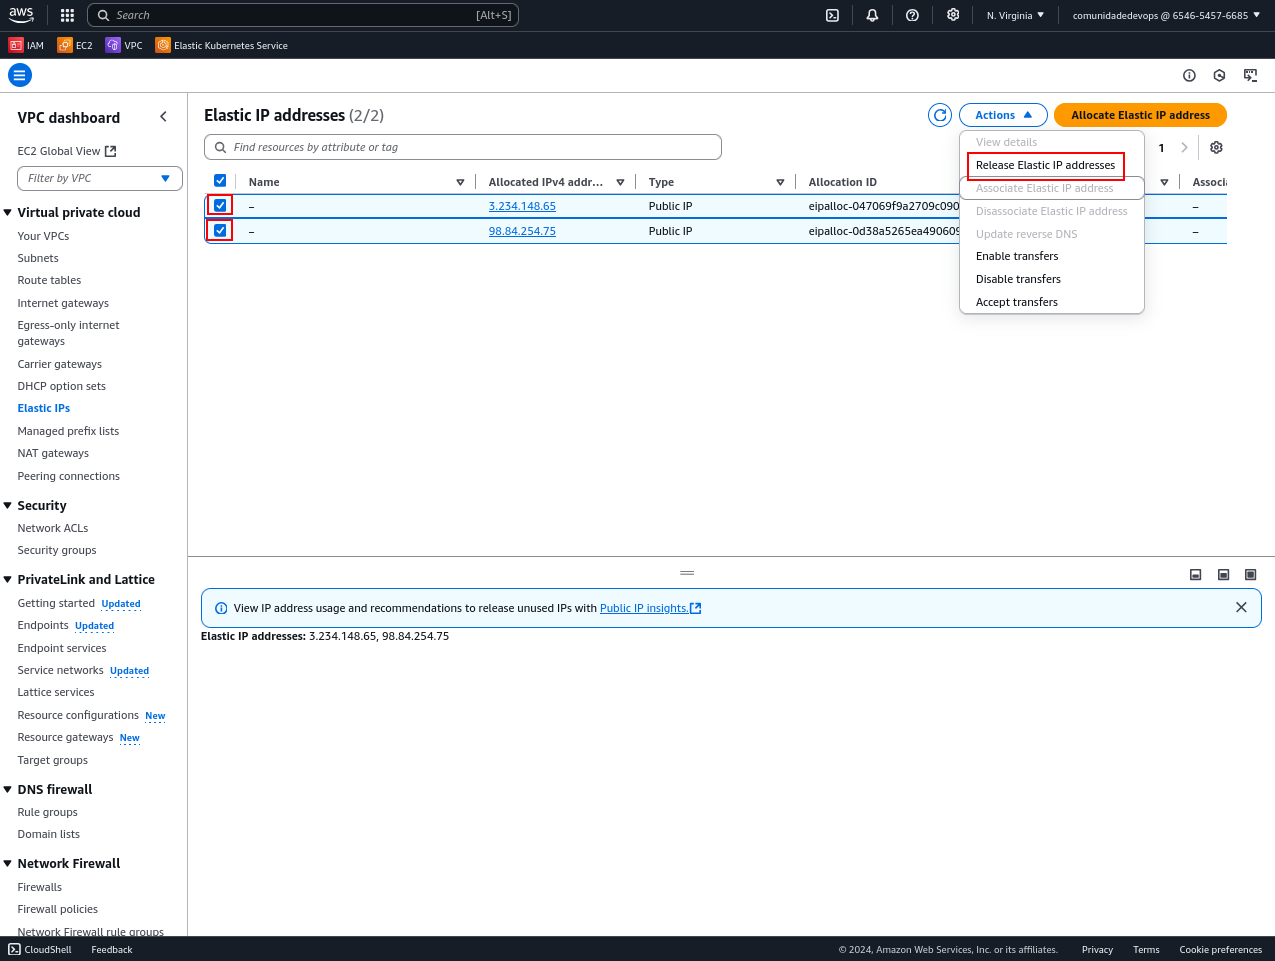 aws
Search [Alt+S]
N. Virginia
comunidadedevops @ 6546-5457-6685
IAM
EC2
VPC
Elastic Kubernetes Service
VPC dashboard
EC2 Global View
Filter by VPC
Virtual private cloud
Your VPCs
Subnets
Route tables
Internet gateways
Egress-only internet
gateways
Carrier gateways
DHCP option sets
Elastic IPs
Managed prefix lists
NAT gateways
Peering connections
Security
Network ACLs
Security groups
PrivateLink and Lattice
Getting started Updated
Endpoints Updated
Endpoint services
Service networks Updated
Lattice services
Resource configurations New
Resource gateways New
Target groups
DNS firewall
Rule groups
Domain lists
Network Firewall
Firewalls
Firewall policies
Network Firewall rule groups
Elastic IP addresses (2/2)
Actions
Allocate Elastic IP address
Find resources by attribute or tag
1
Name Allocated IPv4 addr... Type Allocation ID Associ
– 3.234.148.65 Public IP eipalloc-047069f9a2709c090 –
– 98.84.254.75 Public IP eipalloc-0d38a5265ea490609 –
View details
Release Elastic IP addresses
Associate Elastic IP address
Disassociate Elastic IP address
Update reverse DNS
Enable transfers
Disable transfers
Accept transfers
View IP address usage and recommendations to release unused IPs with Public IP insights.
Elastic IP addresses: 3.234.148.65, 98.84.254.75
CloudShell
Feedback
© 2024, Amazon Web Services, Inc. or its affiliates.
Privacy
Terms
Cookie preferences